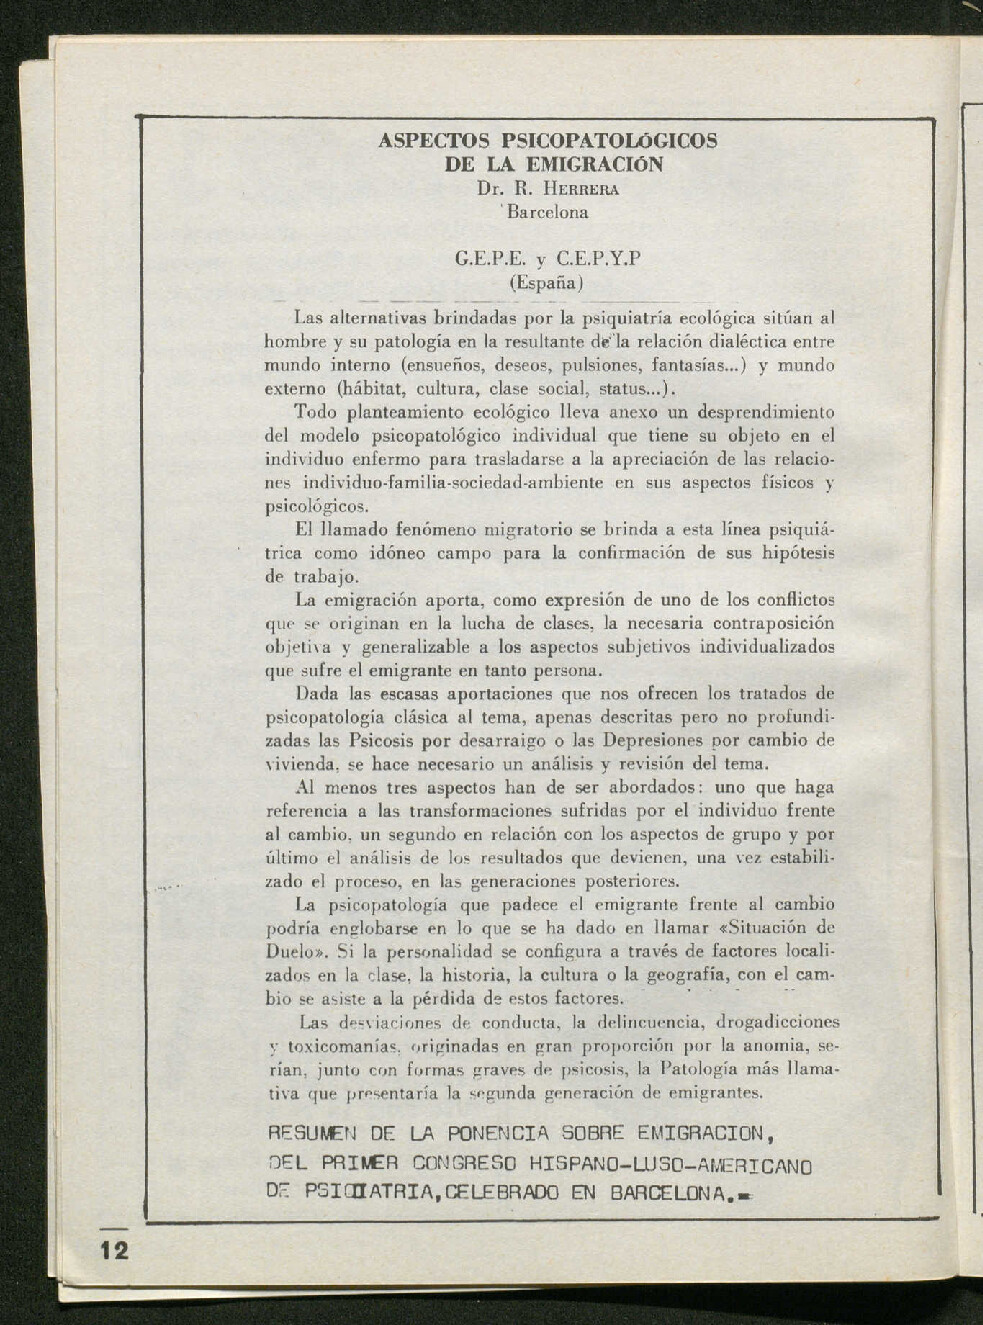 ASPECTOS PSICOPATOLÓGICOS
DE LA EMIGRACIÓN
Dr. R. Herrera
Barcelona
G.E.P.E. y C.E.P.Y.P
(España)
Las alternativas brindadas por la psiquiatría ecológica sitúan al
hombre y su patología en la resultante de la relación dialéctica entre
mundo interno (ensueños, deseos, pulsiones, fantasías...) y mundo
externo (hábitat, cultura, clase social, status...).
Todo planteamiento ecológico lleva anexo un desprendimiento
del modelo psicopatológico individual que tiene su objeto en el
individuo enfermo para trasladarse a la apreciación de las relacio-
nes individuo-familia-sociedad-ambiente en sus aspectos físicos y
psicológicos.
El llamado fenómeno migratorio se brinda a esta línea psiquiá-
trica como idóneo campo para la confirmación de sus hipótesis
de trabajo.
La emigración aporta, como expresión de uno de los conflictos
que se originan en la lucha de clases, la necesaria contraposición
objetiva y generalizable a los aspectos subjetivos individualizados
que sufre el emigrante en tanto persona.
Dada las escasas aportaciones que nos ofrecen los tratados de
psicopatología clásica al tema, apenas descritas pero no profundi-
zadas las Psicosis por desarraigo o las Depresiones por cambio de
vivienda, se hace necesario un análisis y revisión del tema.
Al menos tres aspectos han de ser abordados: uno que haga
referencia a las transformaciones sufridas por el individuo frente
al cambio, un segundo en relación con los aspectos de grupo y por
último el análisis de los resultados que devienen, una vez estabili-
zado el proceso, en las generaciones posteriores.
La psicopatología que padece el emigrante frente al cambio
podría englobarse en lo que se ha dado en llamar «Situación de
Duelo». Si la personalidad se configura a través de factores locali-
zados en la clase, la historia, la cultura o la geografía, con el cam-
bio se asiste a la pérdida de estos factores.
Las desviaciones de conducta, la delincuencia, drogadicciones
y toxicomanías, originadas en gran proporción por la anomia, se-
rían, junto con formas graves de psicosis, la Patología más llama-
tiva que presentaría la segunda generación de emigrantes.
RESUMEN DE LA PONENCIA SOBRE EMIGRACION,
DEL PRIMER CONGRESO HISPANO-LUSO-AMERICANO
DE PSIQUIATRIA,CELEBRADO EN BARCELONA.-
12